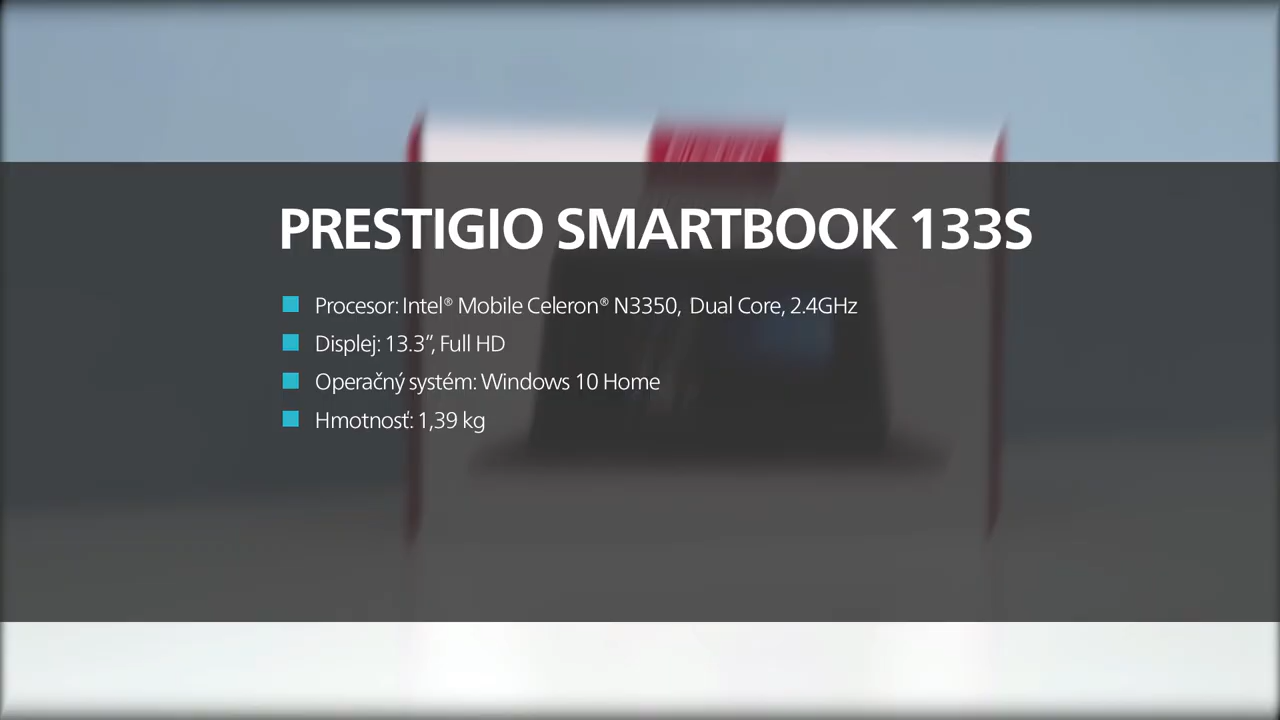 PRESTIGIO SMARTBOOK 133S
Procesor: Intel® Mobile Celeron® N3350, Dual Core, 2.4GHz
Displej: 13.3”, Full HD
Operačný systém: Windows 10 Home
Hmotnosť: 1,39 kg